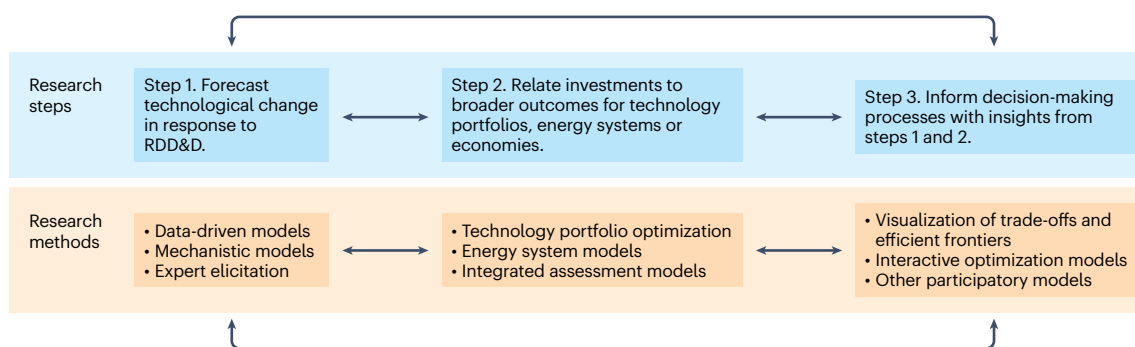 Research
steps
Step 1. Forecast
technological change
in response to
RDD&D.
Step 2. Relate investments to
broader outcomes for technology
portfolios, energy systems or
economies.
Step 3. Inform decision-making
processes with insights from
steps 1 and 2.
Research
methods
• Data-driven models
• Mechanistic models
• Expert elicitation
• Technology portfolio optimization
• Energy system models
• Integrated assessment models
• Visualization of trade-offs and
efficient frontiers
• Interactive optimization models
• Other participatory models